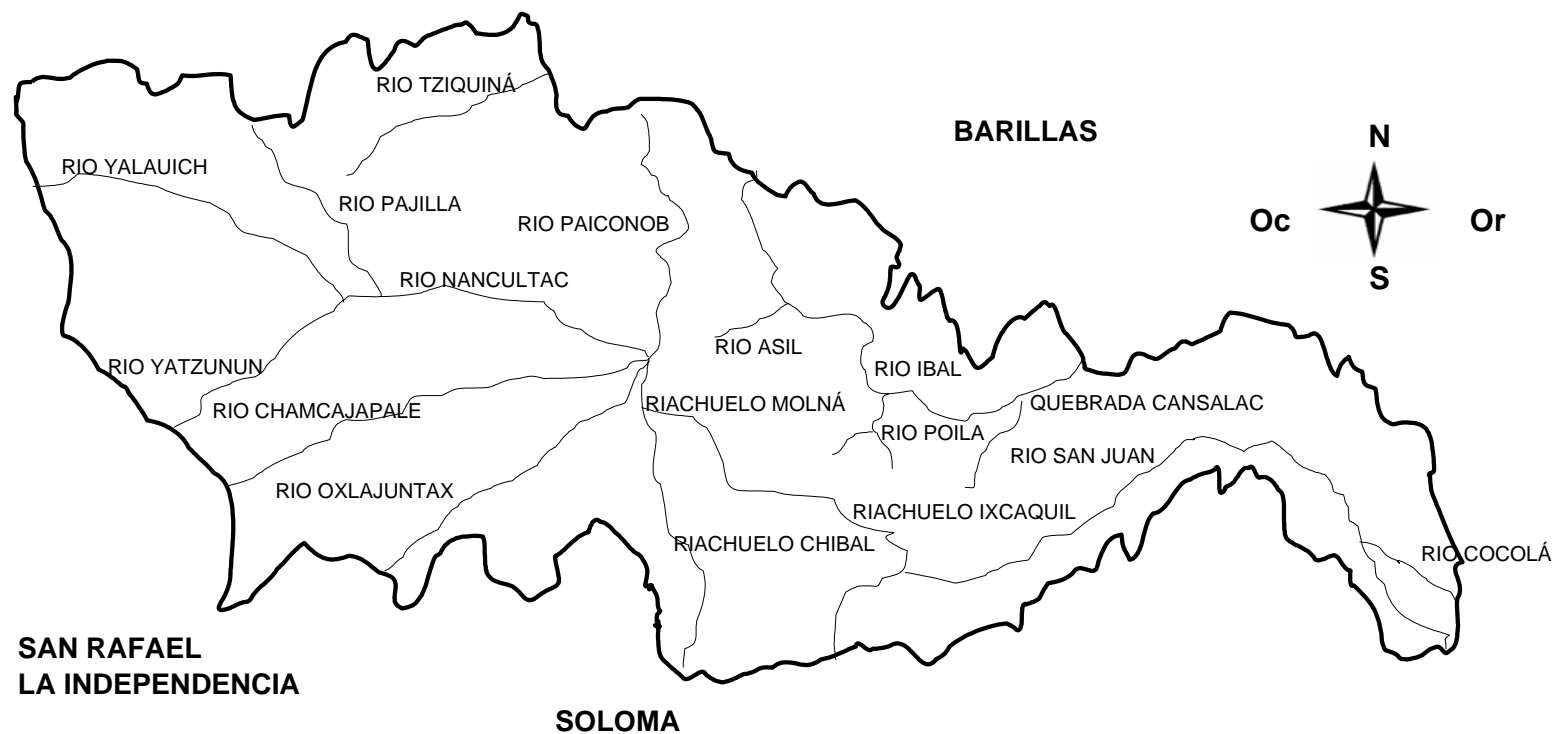 RIO TZIQUINÁ
BARILLAS
N
RIO YALAUICH
RIO PAJILLA
RIO PAICONOB
Oc
Or
RIO NANCULTAC
S
RIO ASIL
RIO YATZUNUN
RIO IBAL
RIO CHAMCAJAPALE
RIACHUELO MOLNÁ
QUEBRADA CANSALAC
RIO POILA
RIO SAN JUAN
RIO OXLAJUNTAX
RIACHUELO IXCAQUIL
RIACHUELO CHIBAL
RIO COCOLÁ
SAN RAFAEL
LA INDEPENDENCIA
SOLOMA